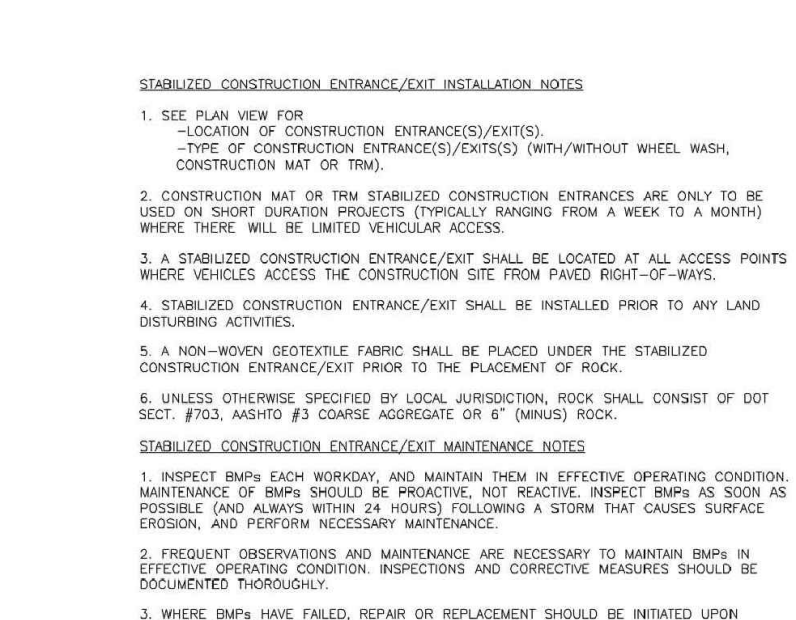 STABILIZED CONSTRUCTION ENTRANCE/EXIT INSTALLATION NOTES
1. SEE PLAN VIEW FOR
-LOCATION OF CONSTRUCTION ENTRANCE(S)/EXIT(S).
-TYPE OF CONSTRUCTION ENTRANCE(S)/EXITS(S) (WITH/WITHOUT WHEEL WASH,
CONSTRUCTION MAT OR TRM).
2. CONSTRUCTION MAT OR TRM STABILIZED CONSTRUCTION ENTRANCES ARE ONLY TO BE
USED ON SHORT DURATION PROJECTS (TYPICALLY RANGING FROM A WEEK TO A MONTH)
WHERE THERE WILL BE LIMITED VEHICULAR ACCESS.
3. A STABILIZED CONSTRUCTION ENTRANCE/EXIT SHALL BE LOCATED AT ALL ACCESS POINTS
WHERE VEHICLES ACCESS THE CONSTRUCTION SITE FROM PAVED RIGHT-OF-WAYS.
4. STABILIZED CONSTRUCTION ENTRANCE/EXIT SHALL BE INSTALLED PRIOR TO ANY LAND
DISTURBING ACTIVITIES.
5. A NON-WOVEN GEOTEXTILE FABRIC SHALL BE PLACED UNDER THE STABILIZED
CONSTRUCTION ENTRANCE/EXIT PRIOR TO THE PLACEMENT OF ROCK.
6. UNLESS OTHERWISE SPECIFIED BY LOCAL JURISDICTION, ROCK SHALL CONSIST OF DOT
SECT. #703, AASHTO #3 COARSE AGGREGATE OR 6" (MINUS) ROCK.
STABILIZED CONSTRUCTION ENTRANCE/EXIT MAINTENANCE NOTES
1. INSPECT BMPs EACH WORKDAY, AND MAINTAIN THEM IN EFFECTIVE OPERATING CONDITION.
MAINTENANCE OF BMPs SHOULD BE PROACTIVE, NOT REACTIVE. INSPECT BMPs AS SOON AS
POSSIBLE (AND ALWAYS WITHIN 24 HOURS) FOLLOWING A STORM THAT CAUSES SURFACE
EROSION, AND PERFORM NECESSARY MAINTENANCE.
2. FREQUENT OBSERVATIONS AND MAINTENANCE ARE NECESSARY TO MAINTAIN BMPs IN
EFFECTIVE OPERATING CONDITION. INSPECTIONS AND CORRECTIVE MEASURES SHOULD BE
DOCUMENTED THOROUGHLY.
3. WHERE BMPs HAVE FAILED, REPAIR OR REPLACEMENT SHOULD BE INITIATED UPON